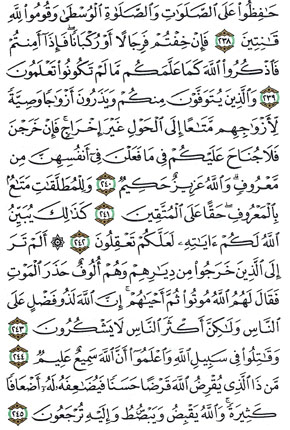 حَٰفِظُوا۟ عَلَى ٱلصَّلَوَٰتِ وَٱلصَّلَوٰةِ ٱلْوُسْطَىٰ وَقُومُوا۟ لِلَّهِ
قَٰنِتِينَ ٢٣٨ فَإِنْ خِفْتُمْ فَرِجَالًا أَوْ رُكْبَانًا ۖ فَإِذَآ أَمِنتُمْ
فَٱذْكُرُوا۟ ٱللَّهَ كَمَا عَلَّمَكُم مَّا لَمْ تَكُونُوا۟ تَعْلَمُونَ
٢٣٩ وَٱلَّذِينَ يُتَوَفَّوْنَ مِنكُمْ وَيَذَرُونَ أَزْوَٰجًا وَصِيَّةً
لِّأَزْوَٰجِهِم مَّتَٰعًا إِلَى ٱلْحَوْلِ غَيْرَ إِخْرَاجٍ ۚ فَإِنْ خَرَجْنَ
فَلَا جُنَاحَ عَلَيْكُمْ فِى مَا فَعَلْنَ فِىٓ أَنفُسِهِنَّ مِن
مَّعْرُوفٍ ۗ وَٱللَّهُ عَزِيزٌ حَكِيمٌ ٢٤٠ وَلِلْمُطَلَّقَٰتِ مَتَٰعٌۢ
بِٱلْمَعْرُوفِ ۖ حَقًّا عَلَى ٱلْمُتَّقِينَ ٢٤١ كَذَٰلِكَ يُبَيِّنُ
ٱللَّهُ لَكُمْ ءَايَٰتِهِۦ لَعَلَّكُمْ تَعْقِلُونَ ٢٤٢ ۞ أَلَمْ تَرَ
إِلَى ٱلَّذِينَ خَرَجُوا۟ مِن دِيَٰرِهِمْ وَهُمْ أُلُوفٌ حَذَرَ ٱلْمَوْتِ
فَقَالَ لَهُمُ ٱللَّهُ مُوتُوا۟ ثُمَّ أَحْيَٰهُمْ ۚ إِنَّ ٱللَّهَ لَذُو فَضْلٍ عَلَى
ٱلنَّاسِ وَلَٰكِنَّ أَكْثَرَ ٱلنَّاسِ لَا يَشْكُرُونَ ٢٤٣
وَقَٰتِلُوا۟ فِى سَبِيلِ ٱللَّهِ وَٱعْلَمُوٓا۟ أَنَّ ٱللَّهَ سَمِيعٌ عَلِيمٌ ٢٤٤
مَّن ذَا ٱلَّذِى يُقْرِضُ ٱللَّهَ قَرْضًا حَسَنًا فَيُضَٰعِفَهُۥ لَهُۥٓ أَضْعَافًا
كَثِيرَةً ۚ وَٱللَّهُ يَقْبِضُ وَيَبْصُۜطُ وَإِلَيْهِ تُرْجَعُونَ ٢٤٥